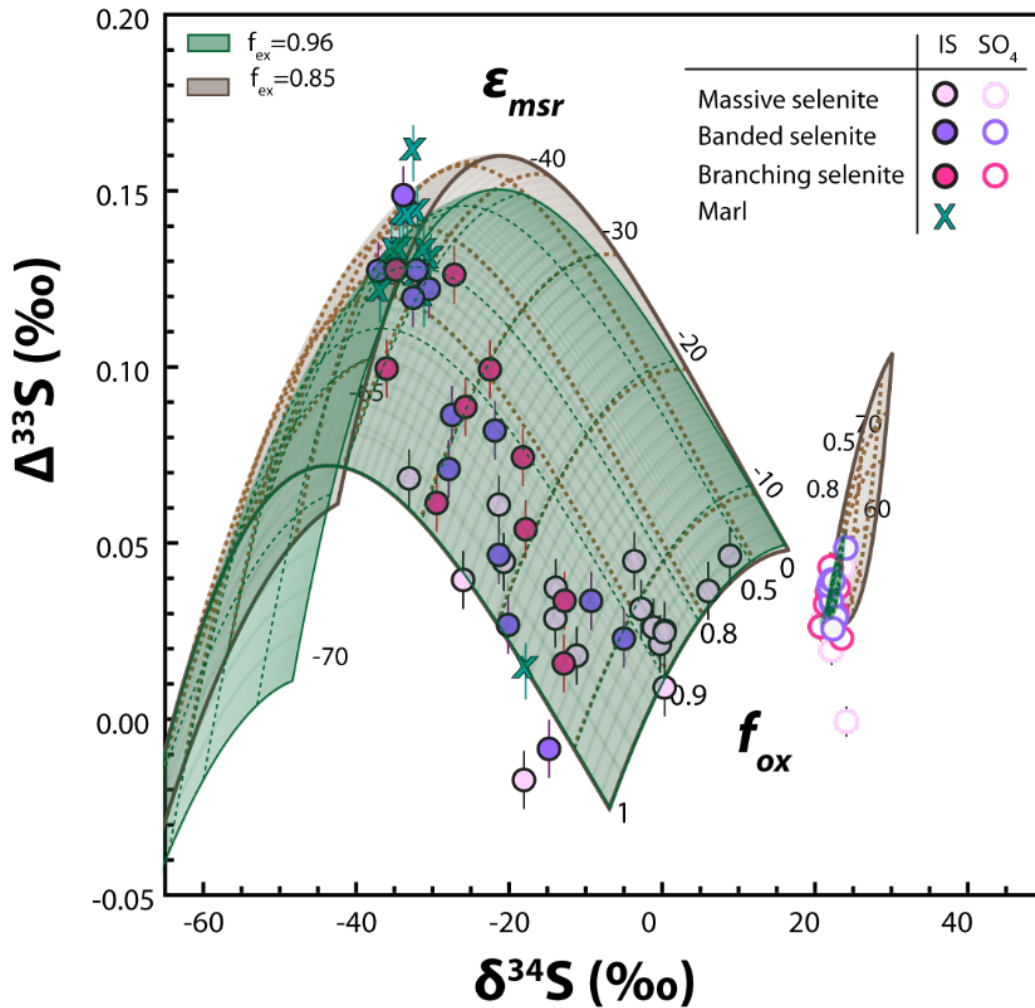 0.20
0.15
0.10
0.05
0.00
-0.05
Δ³³S (‰)
f_ex=0.96
f_ex=0.85
ε_msr
IS SO₄
Massive selenite
Banded selenite
Branching selenite
Marl
-40
-30
-20
-10
0
0.5
0.8
0.9
1
-65
-70
70
0.5
0.8
60
f_ox
-60 -40 -20 0 20 40
δ³⁴S (‰)